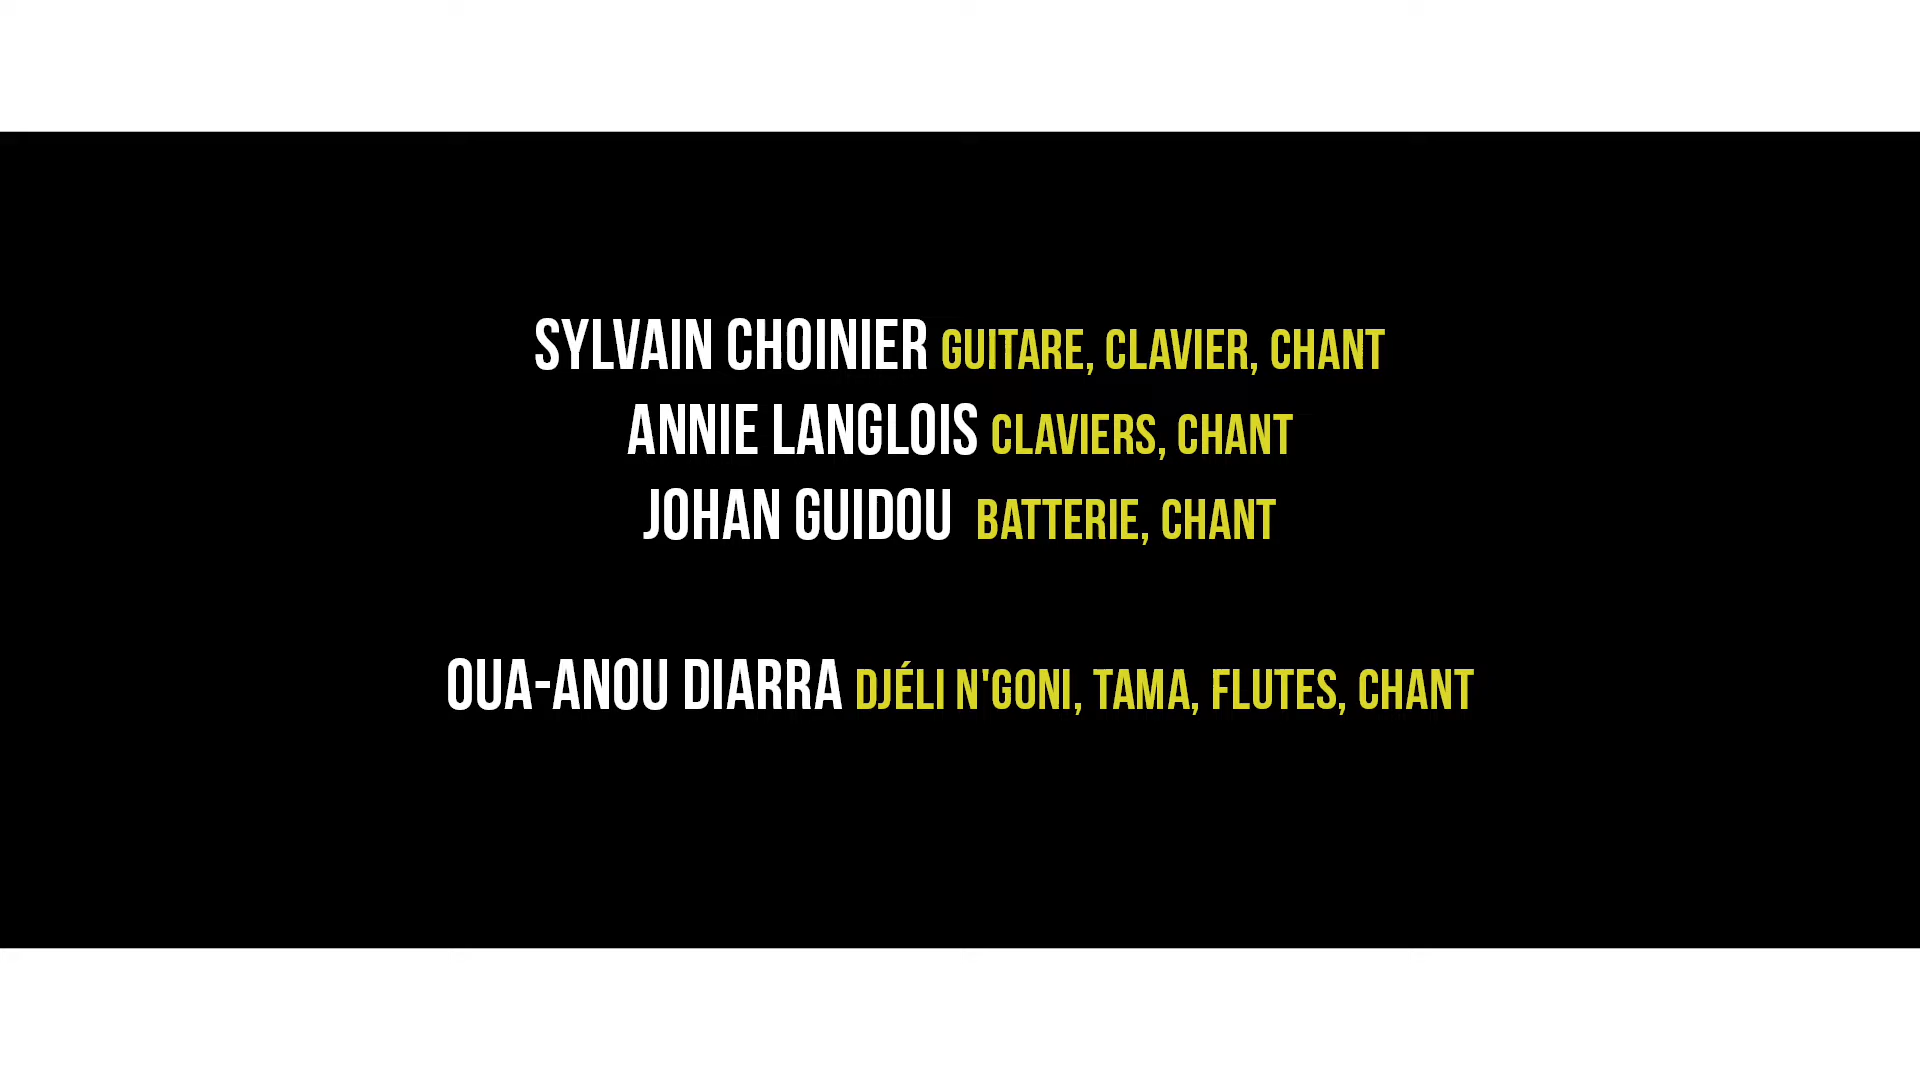 SYLVAIN CHOINIER GUITARE, CLAVIER, CHANT
ANNIE LANGLOIS CLAVIERS, CHANT
JOHAN GUIDOU BATTERIE, CHANT
OUA-ANOU DIARRA DJÉLI N'GONI, TAMA, FLUTES, CHANT